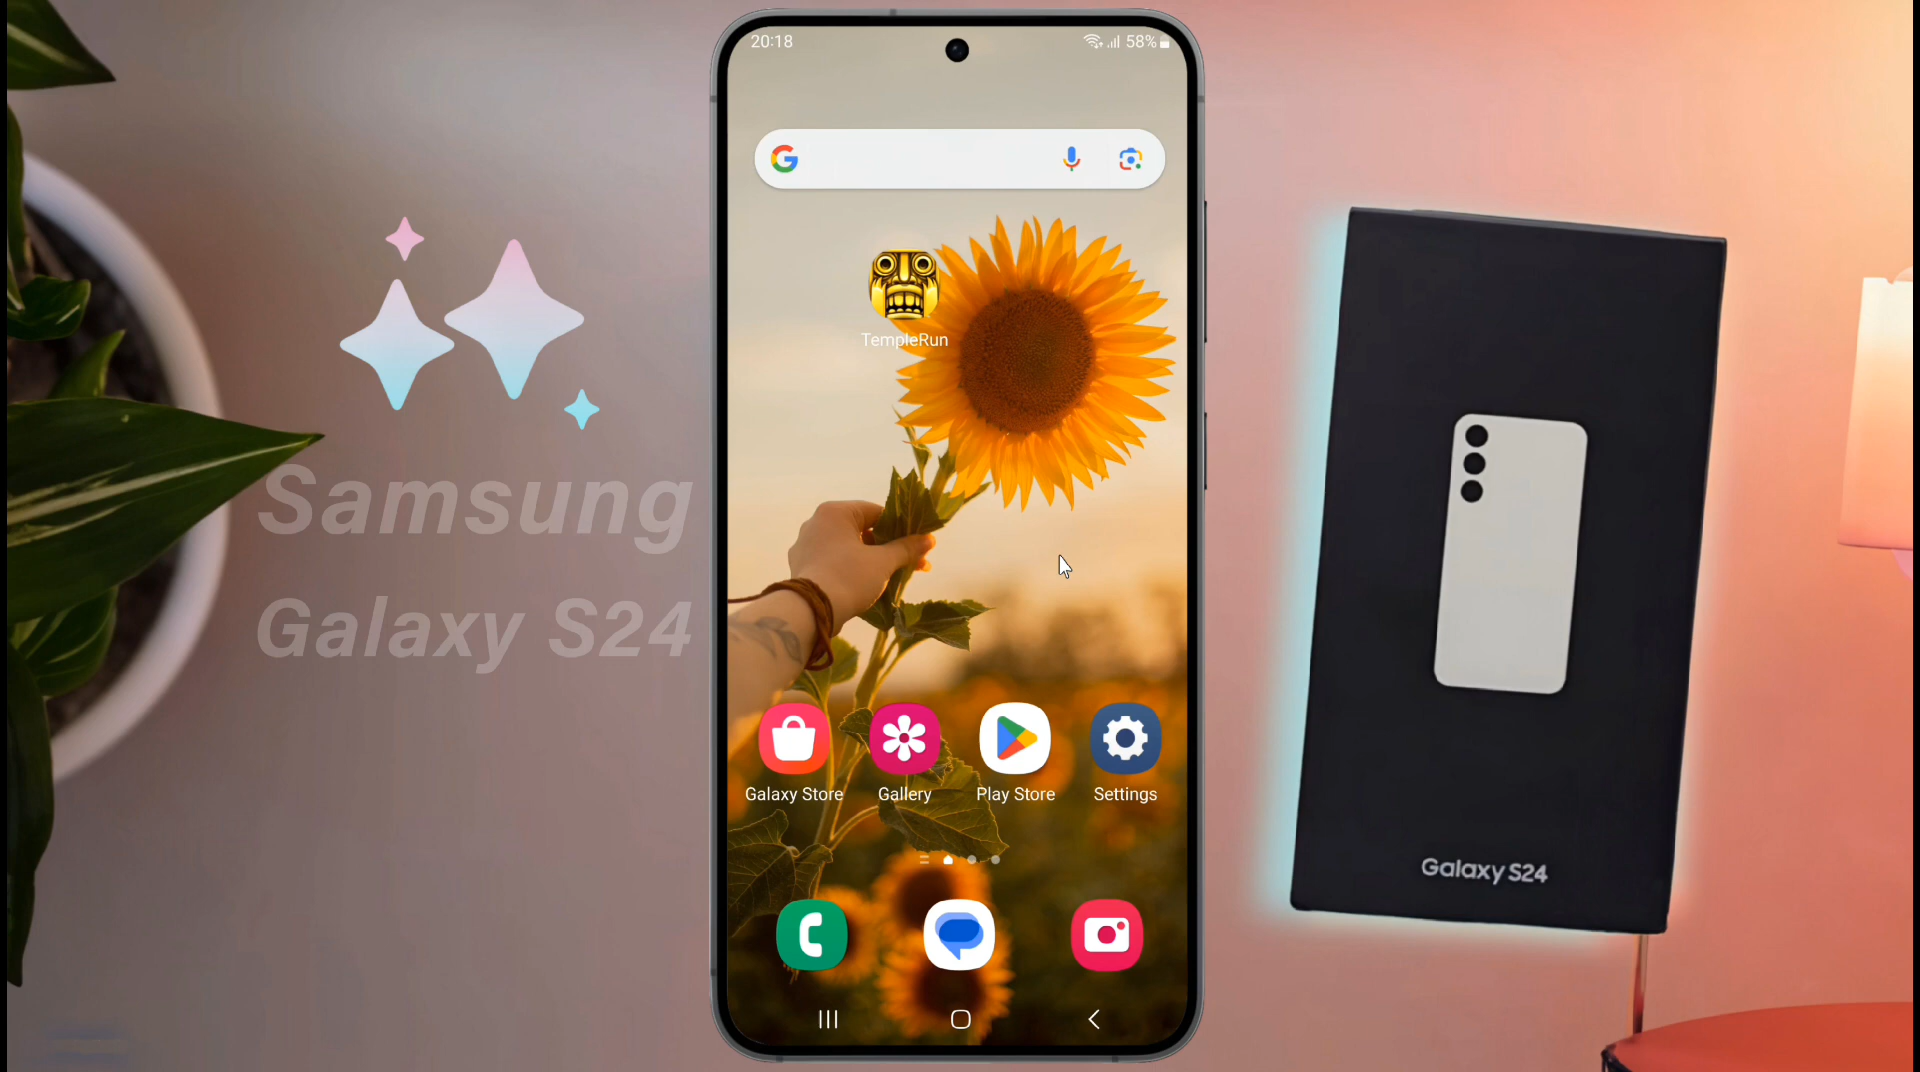 20:18
58%
TempleRun
Samsung
Galaxy S24
Galaxy Store
Gallery
Play Store
Settings
Galaxy S24